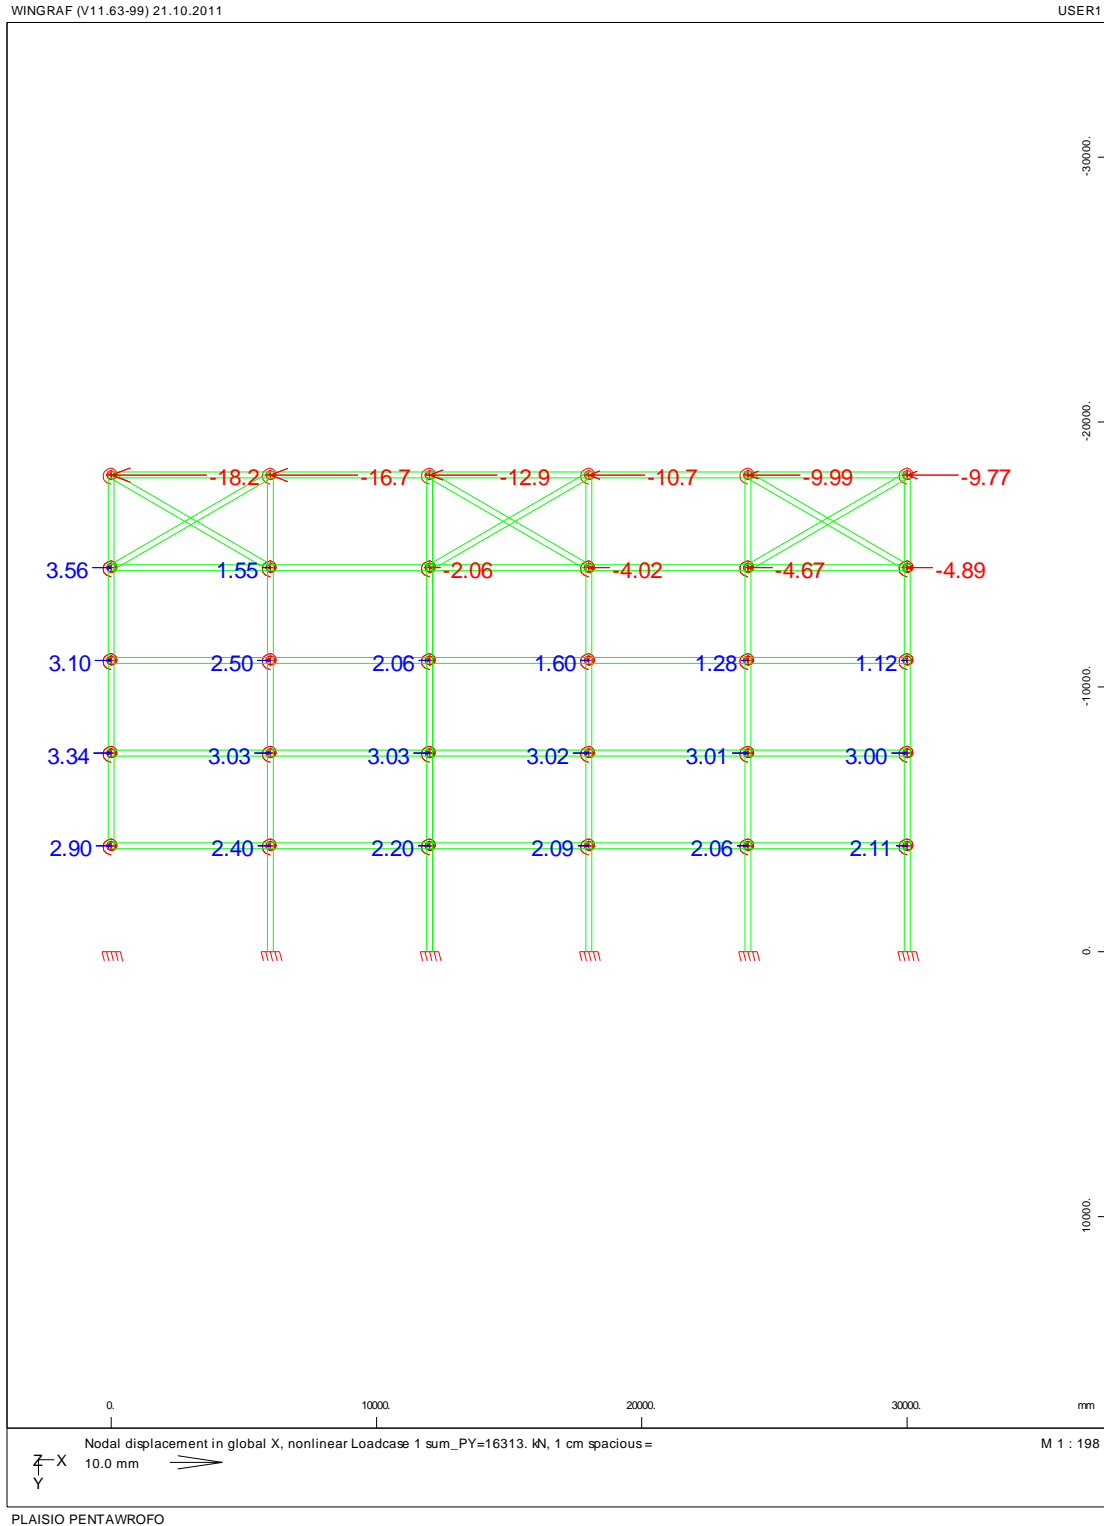 WINGRAF (V11.63-99) 21.10.2011 USER1
-30000.
-20000.
-18.2 -16.7 -12.9 -10.7 -9.99 -9.77
3.56 1.55 -2.06 -4.02 -4.67 -4.89
3.10 2.50 2.06 1.60 1.28 1.12
-10000.
3.34 3.03 3.03 3.02 3.01 3.00
2.90 2.40 2.20 2.09 2.06 2.11
0.
10000.
0. 10000. 20000. 30000. mm
Nodal displacement in global X, nonlinear Loadcase 1 sum_PY=16313. kN, 1 cm spacious = M 1 : 198
Z X 10.0 mm
Y
PLAISIO PENTAWROFO